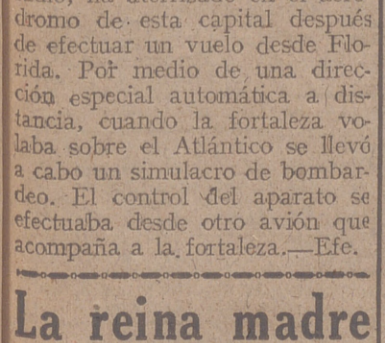 dromo de esta capital después
de efectuar un vuelo desde Flo-
rida. Por medio de una direc-
ción especial automática a dis-
tancia, cuando la fortaleza vo-
laba sobre el Atlántico se llevó
a cabo un simulacro de bombar-
deo. El control del aparato se
efectuaba desde otro avión que
acompaña a la fortaleza.—Efe.
La reina madre